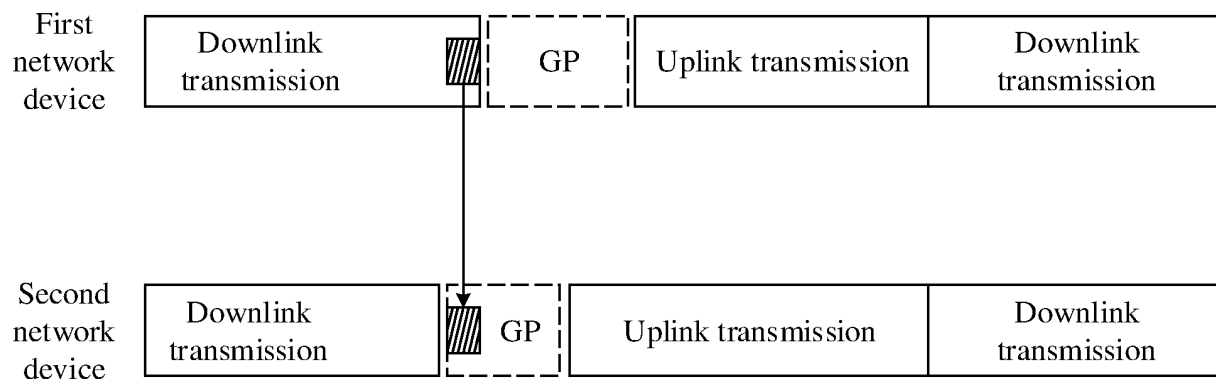 First
network
device
Downlink
transmission
GP
Uplink transmission
Downlink
transmission
Second
network
device
Downlink
transmission
GP
Uplink transmission
Downlink
transmission